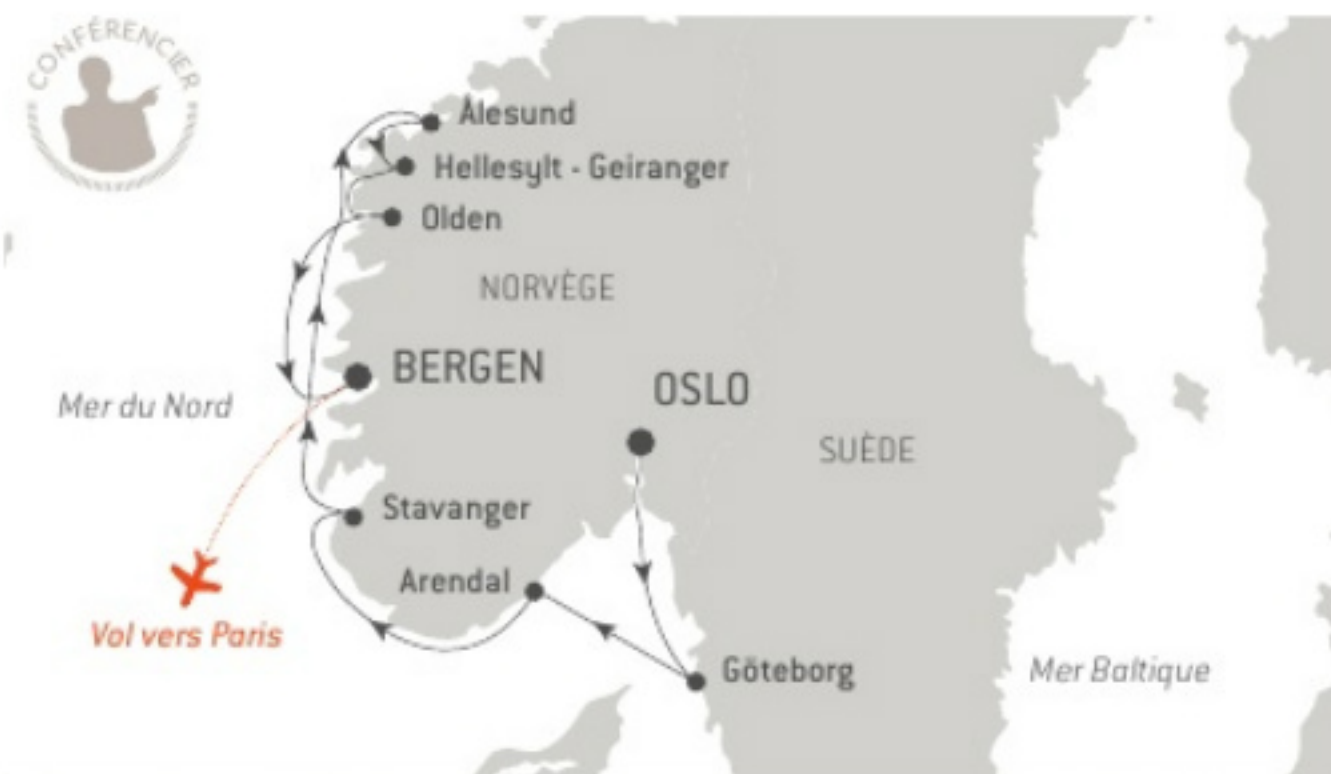 CONFÉRENCIER
Ålesund
Hellesylt - Geiranger
Olden
NORVÈGE
BERGEN
OSLO
Mer du Nord
SUÈDE
Stavanger
Arendal
Vol vers Paris
Göteborg
Mer Baltique